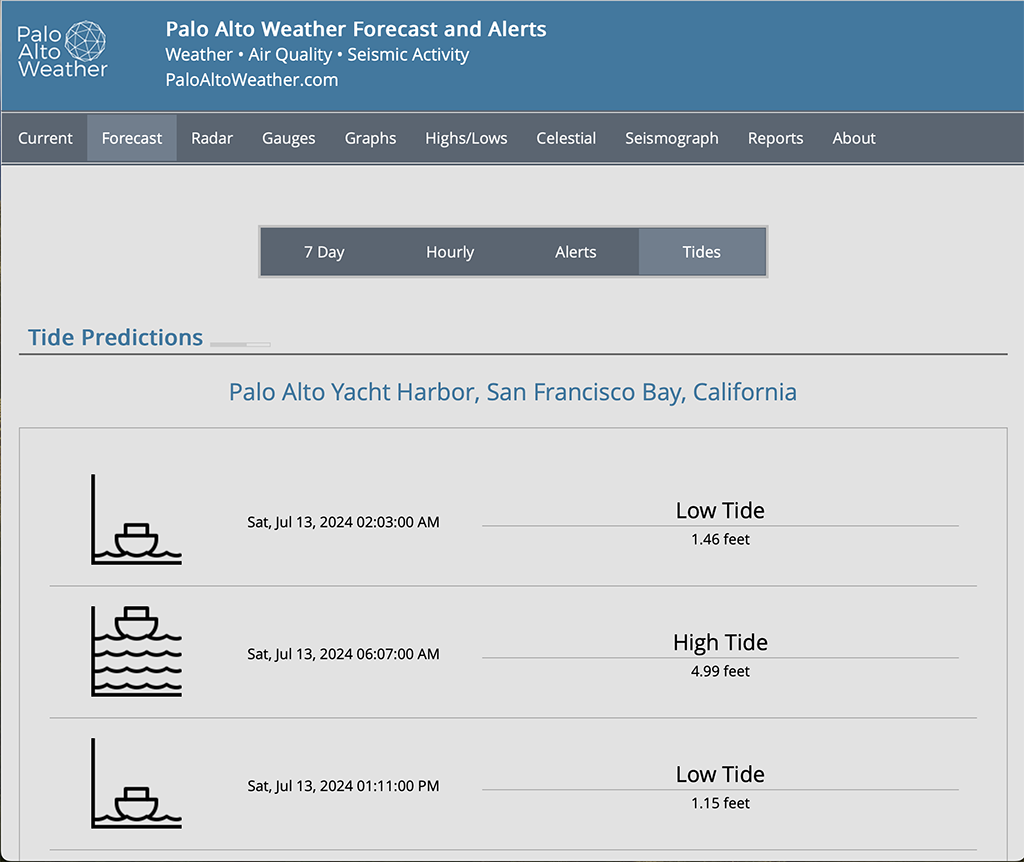 Palo
Alto
Weather
Palo Alto Weather Forecast and Alerts
Weather • Air Quality • Seismic Activity
PaloAltoWeather.com
Current Forecast Radar Gauges Graphs Highs/Lows Celestial Seismograph Reports About
7 Day Hourly Alerts Tides
Tide Predictions
Palo Alto Yacht Harbor, San Francisco Bay, California
Low Tide
Sat, Jul 13, 2024 02:03:00 AM
1.46 feet
High Tide
Sat, Jul 13, 2024 06:07:00 AM
4.99 feet
Low Tide
Sat, Jul 13, 2024 01:11:00 PM
1.15 feet